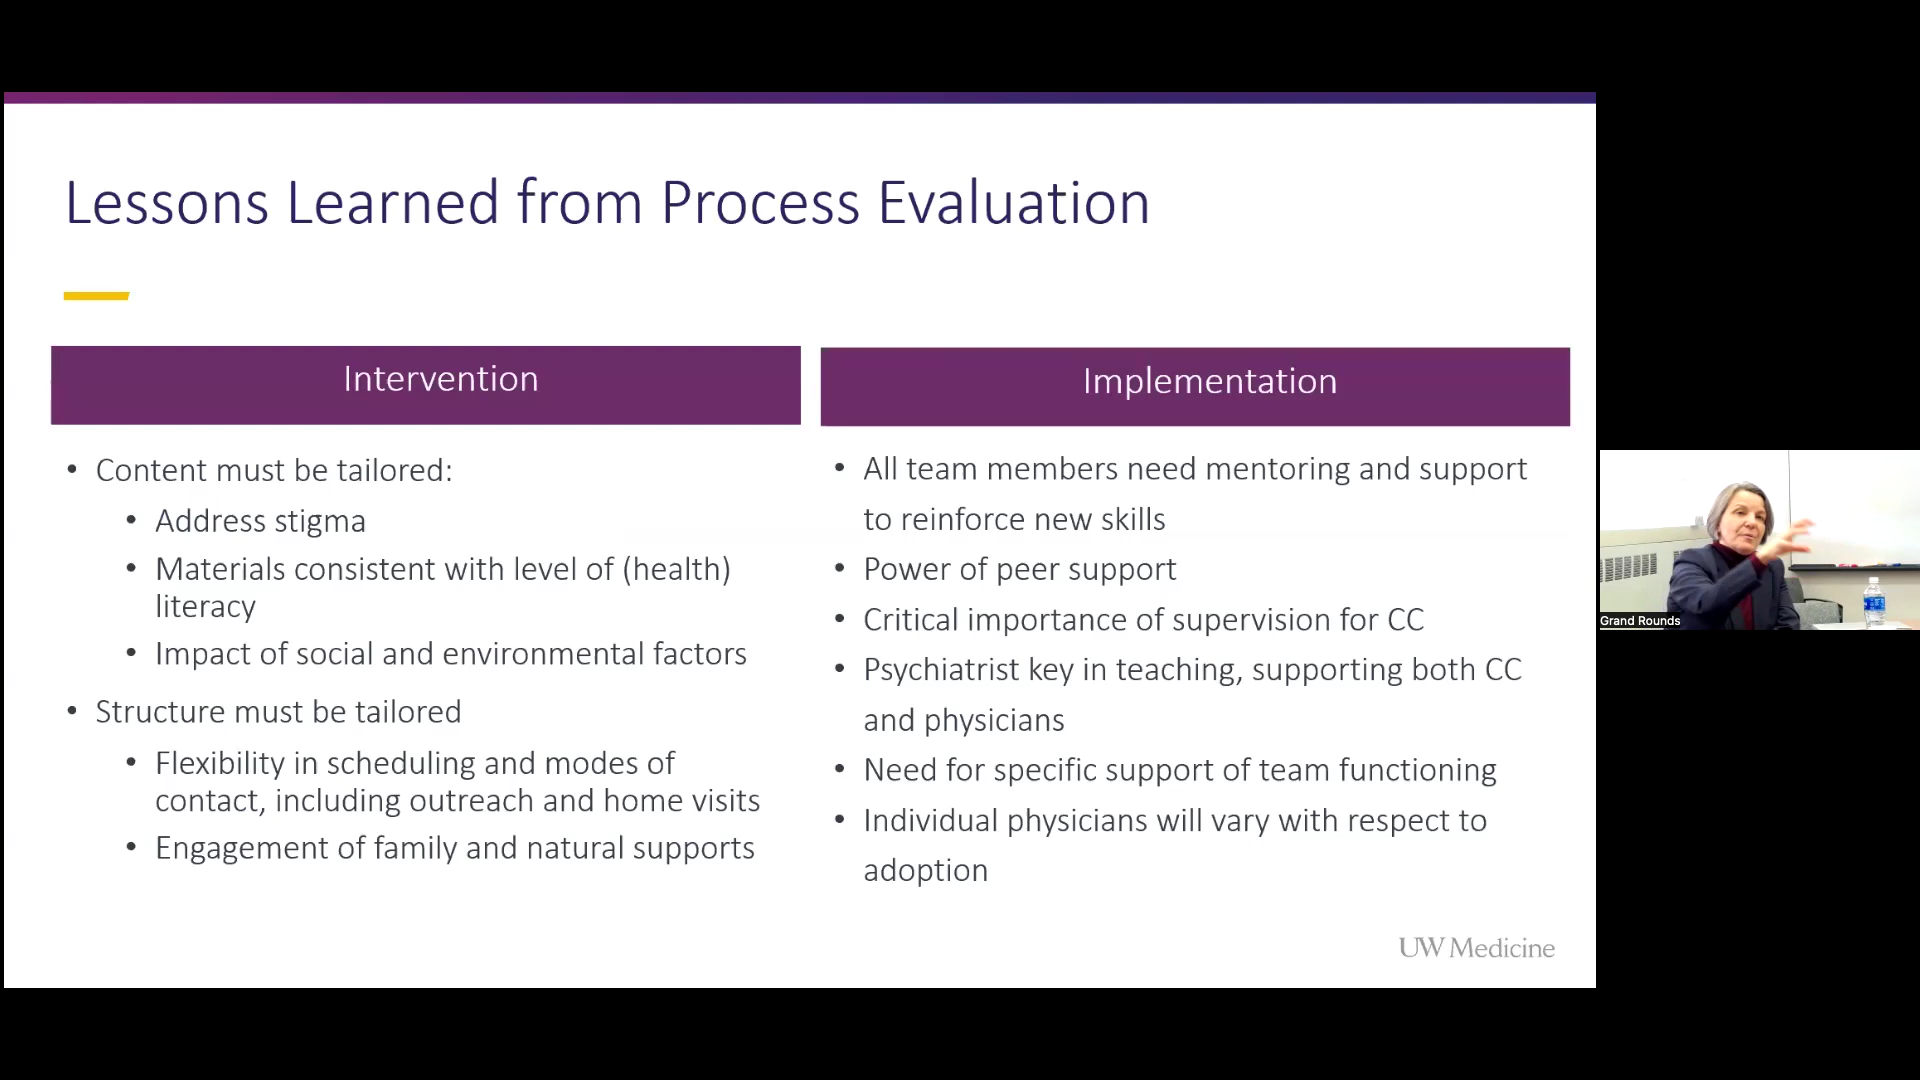 Lessons Learned from Process Evaluation
Intervention
• Content must be tailored:
• Address stigma
• Materials consistent with level of (health)
literacy
• Impact of social and environmental factors
• Structure must be tailored
• Flexibility in scheduling and modes of
contact, including outreach and home visits
• Engagement of family and natural supports
Implementation
• All team members need mentoring and support
to reinforce new skills
• Power of peer support
• Critical importance of supervision for CC
• Psychiatrist key in teaching, supporting both CC
and physicians
• Need for specific support of team functioning
• Individual physicians will vary with respect to
adoption
UW Medicine
Grand Rounds